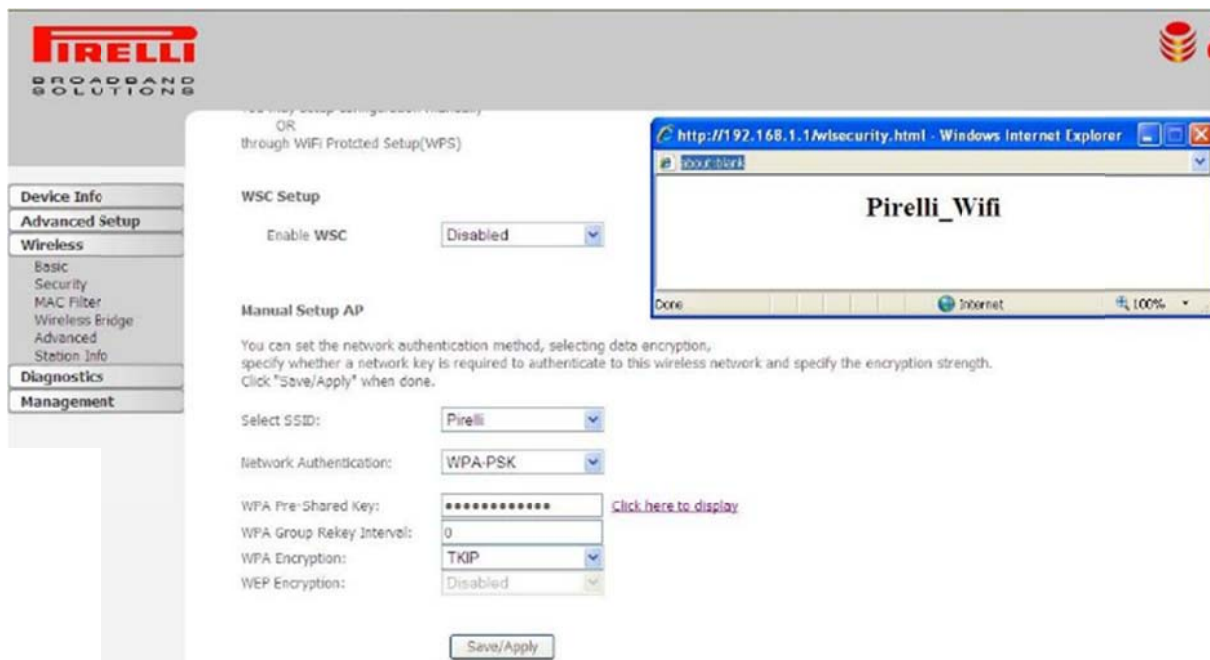 PIRELLI
BROADBAND
SOLUTIONS
OR
through WiFi Protcted Setup(WPS)
http://192.168.1.1/wlsecurity.html - Windows Internet Explorer
about:blank
Pirelli_Wifi
Done
Internet
100%
Device Info
Advanced Setup
Wireless
Basic
Security
MAC Filter
Wireless Bridge
Advanced
Station Info
Diagnostics
Management
WSC Setup
Enable WSC
Disabled
Manual Setup AP
You can set the network authentication method, selecting data encryption,
specify whether a network key is required to authenticate to this wireless network and specify the encryption strength.
Click "Save/Apply" when done.
Select SSID:
Pirelli
Network Authentication:
WPA-PSK
WPA Pre-Shared Key:
●●●●●●●●●●●●
Click here to display
WPA Group Rekey Interval:
0
WPA Encryption:
TKIP
WEP Encryption:
Disabled
Save/Apply